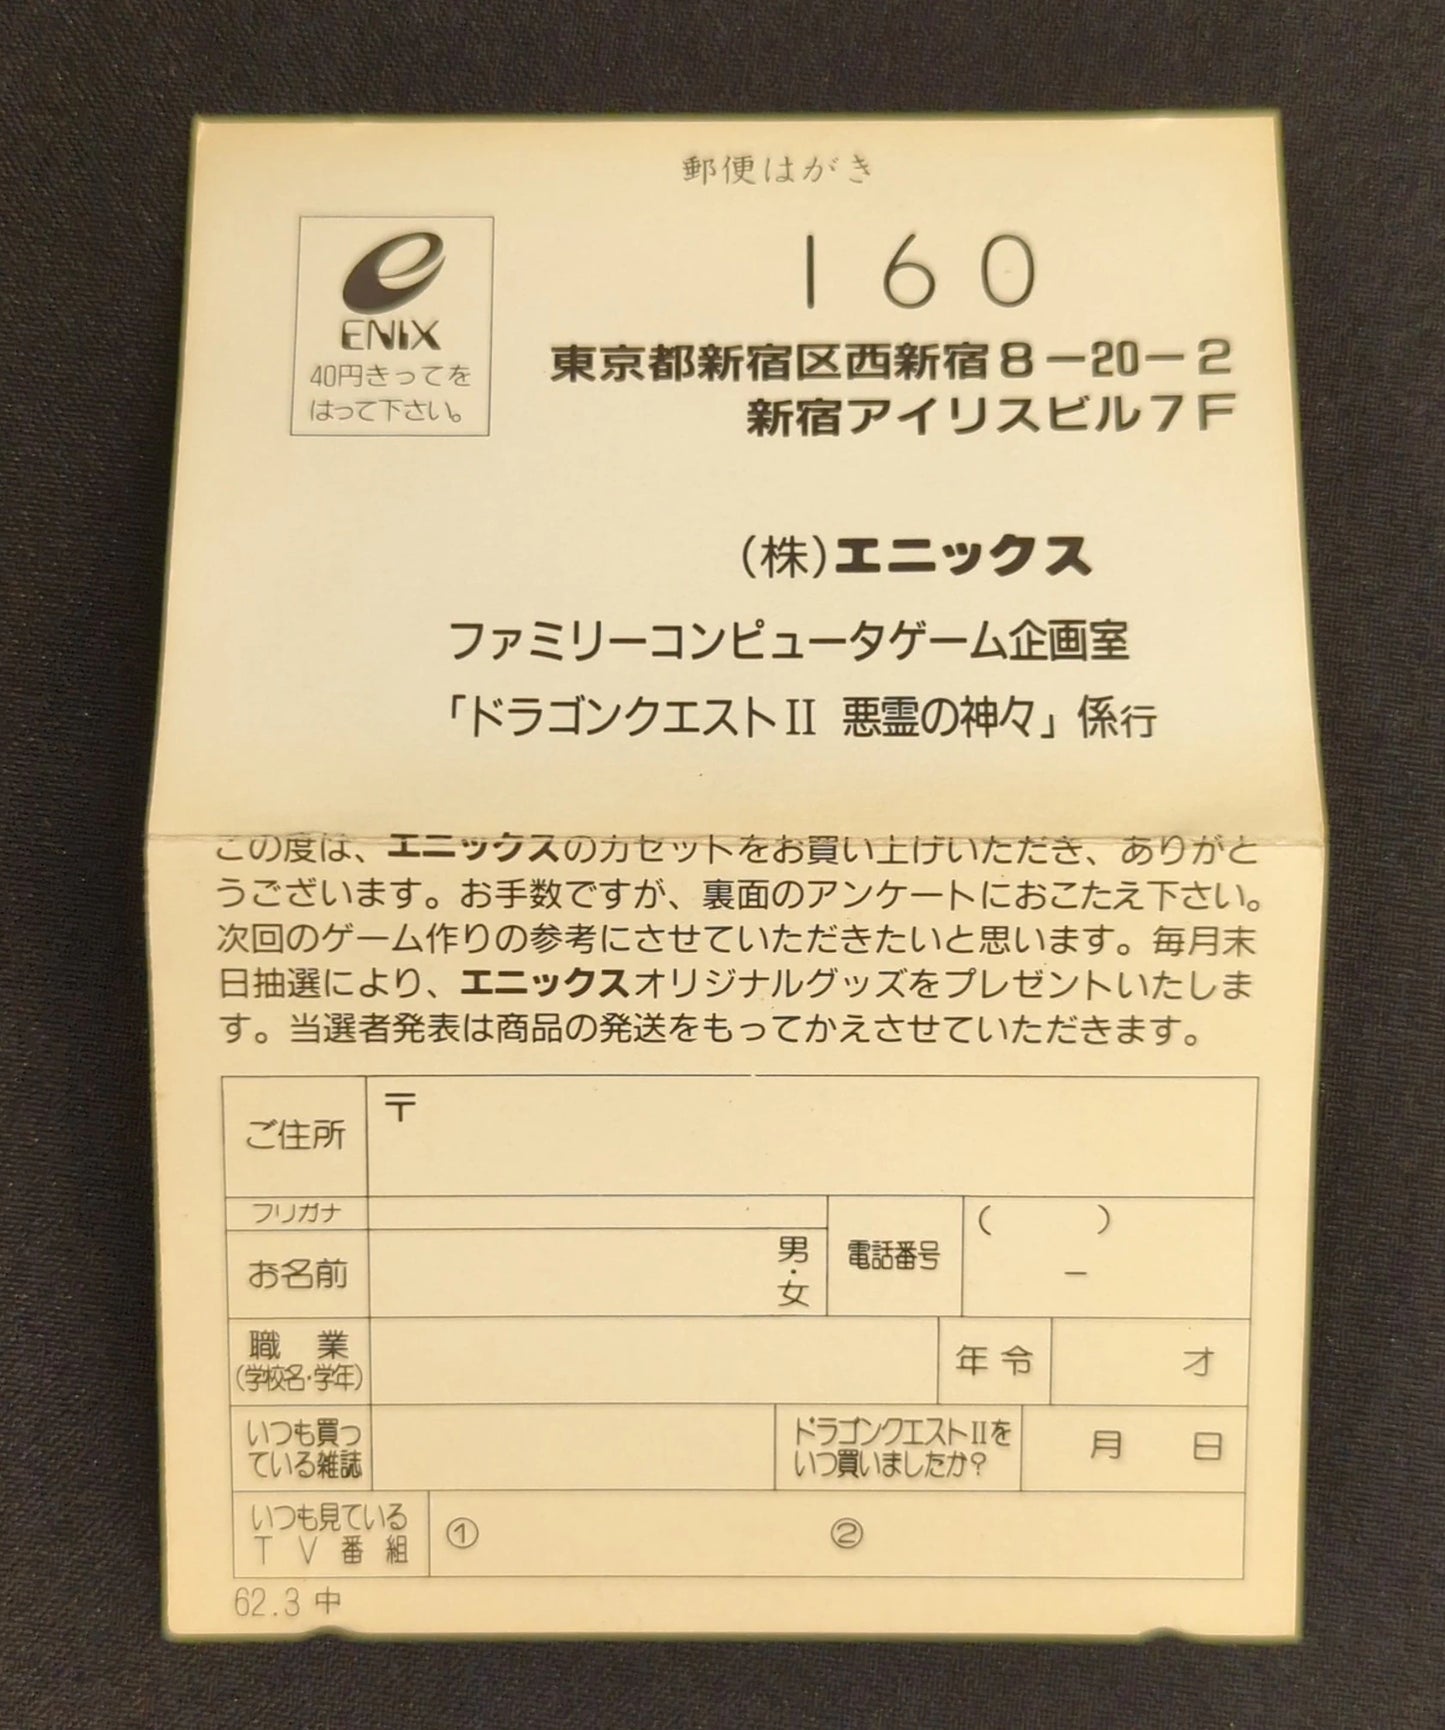 郵便はがき
ENIX
40円きってを
はって下さい。
160
東京都新宿区西新宿8-20-2
新宿アイリスビル7F
(株)エニックス
ファミリーコンピュータゲーム企画室
「ドラゴンクエストII 悪霊の神々」係行
この度は、エニックスのカセットをお買い上げいただき、ありがと
うございます。お手数ですが、裏面のアンケートにおこたえ下さい。
次回のゲーム作りの参考にさせていただきたいと思います。毎月末
日抽選により、エニックスオリジナルグッズをプレゼントいたしま
す。当選者発表は商品の発送をもってかえさせていただきます。
ご住所 〒
フリガナ
お名前 男・女
電話番号 ( ) -
職業
(学校名・学年)
年令 才
いつも買っ
ている雑誌
ドラゴンクエストIIを
いつ買いましたか?
月 日
いつも見ている
TV番組
① ②
62.3 中